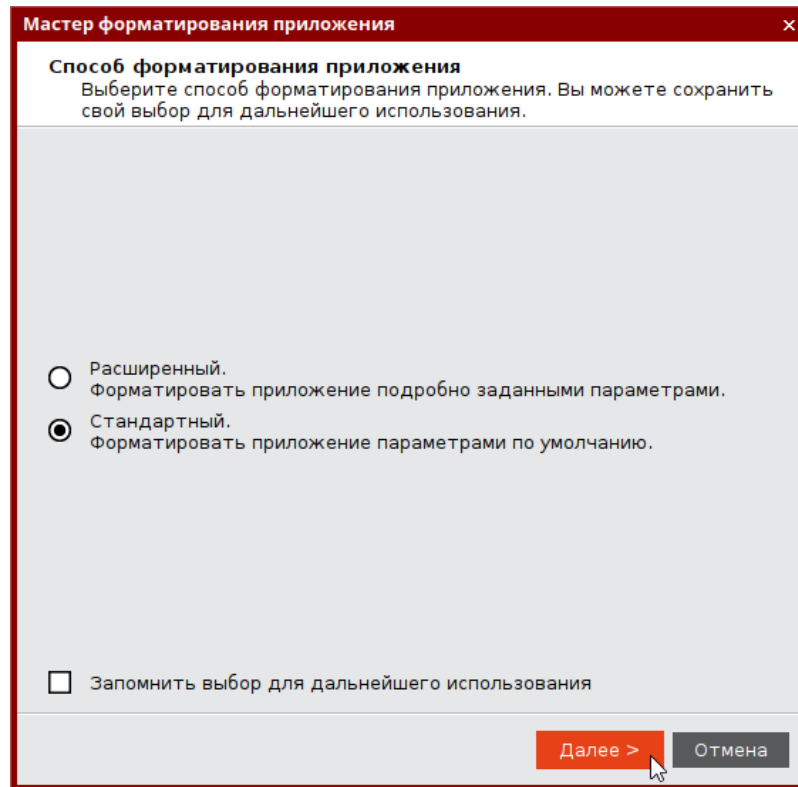 Мастер форматирования приложения
Способ форматирования приложения
Выберите способ форматирования приложения. Вы можете сохранить
свой выбор для дальнейшего использования.
Расширенный.
Форматировать приложение подробно заданными параметрами.
Стандартный.
Форматировать приложение параметрами по умолчанию.
Запомнить выбор для дальнейшего использования
Далее >
Отмена